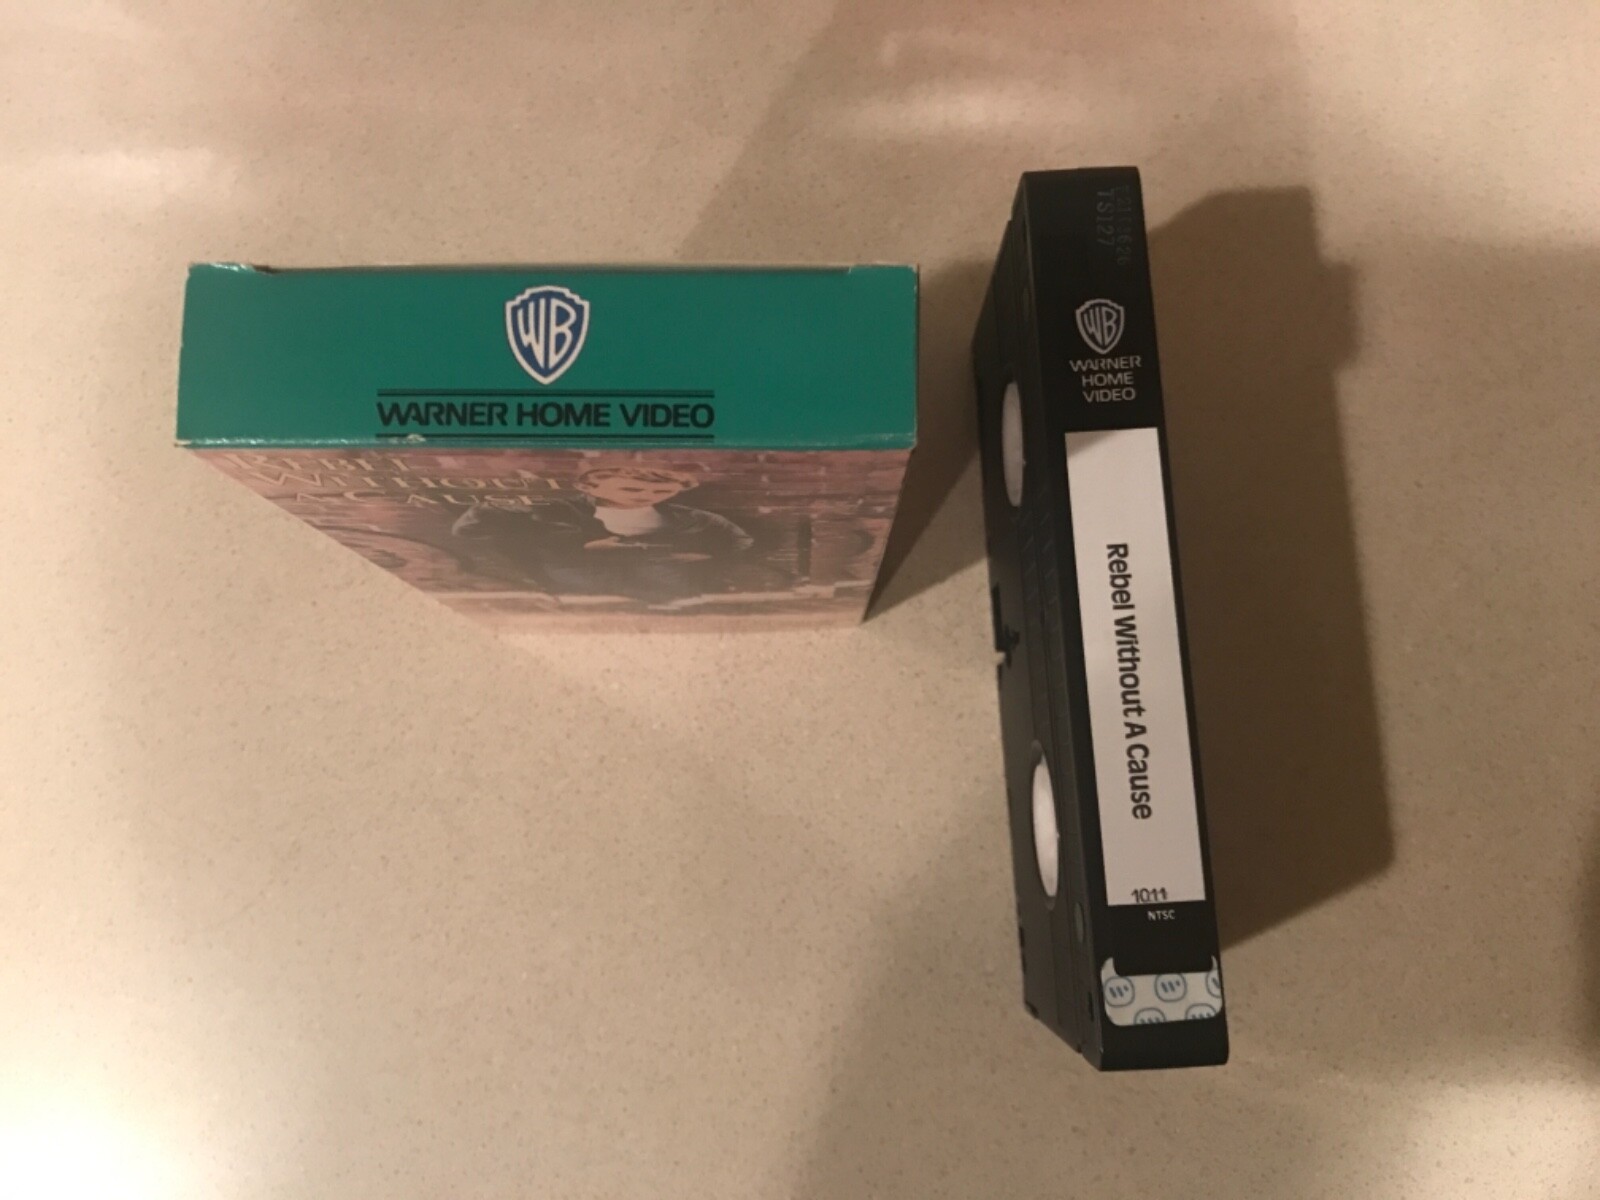 WB
WARNER HOME VIDEO
REBEL
WITHOUT
A CAUSE
TS127
WB
WARNER
HOME
VIDEO
Rebel Without A Cause
1011
NTSC